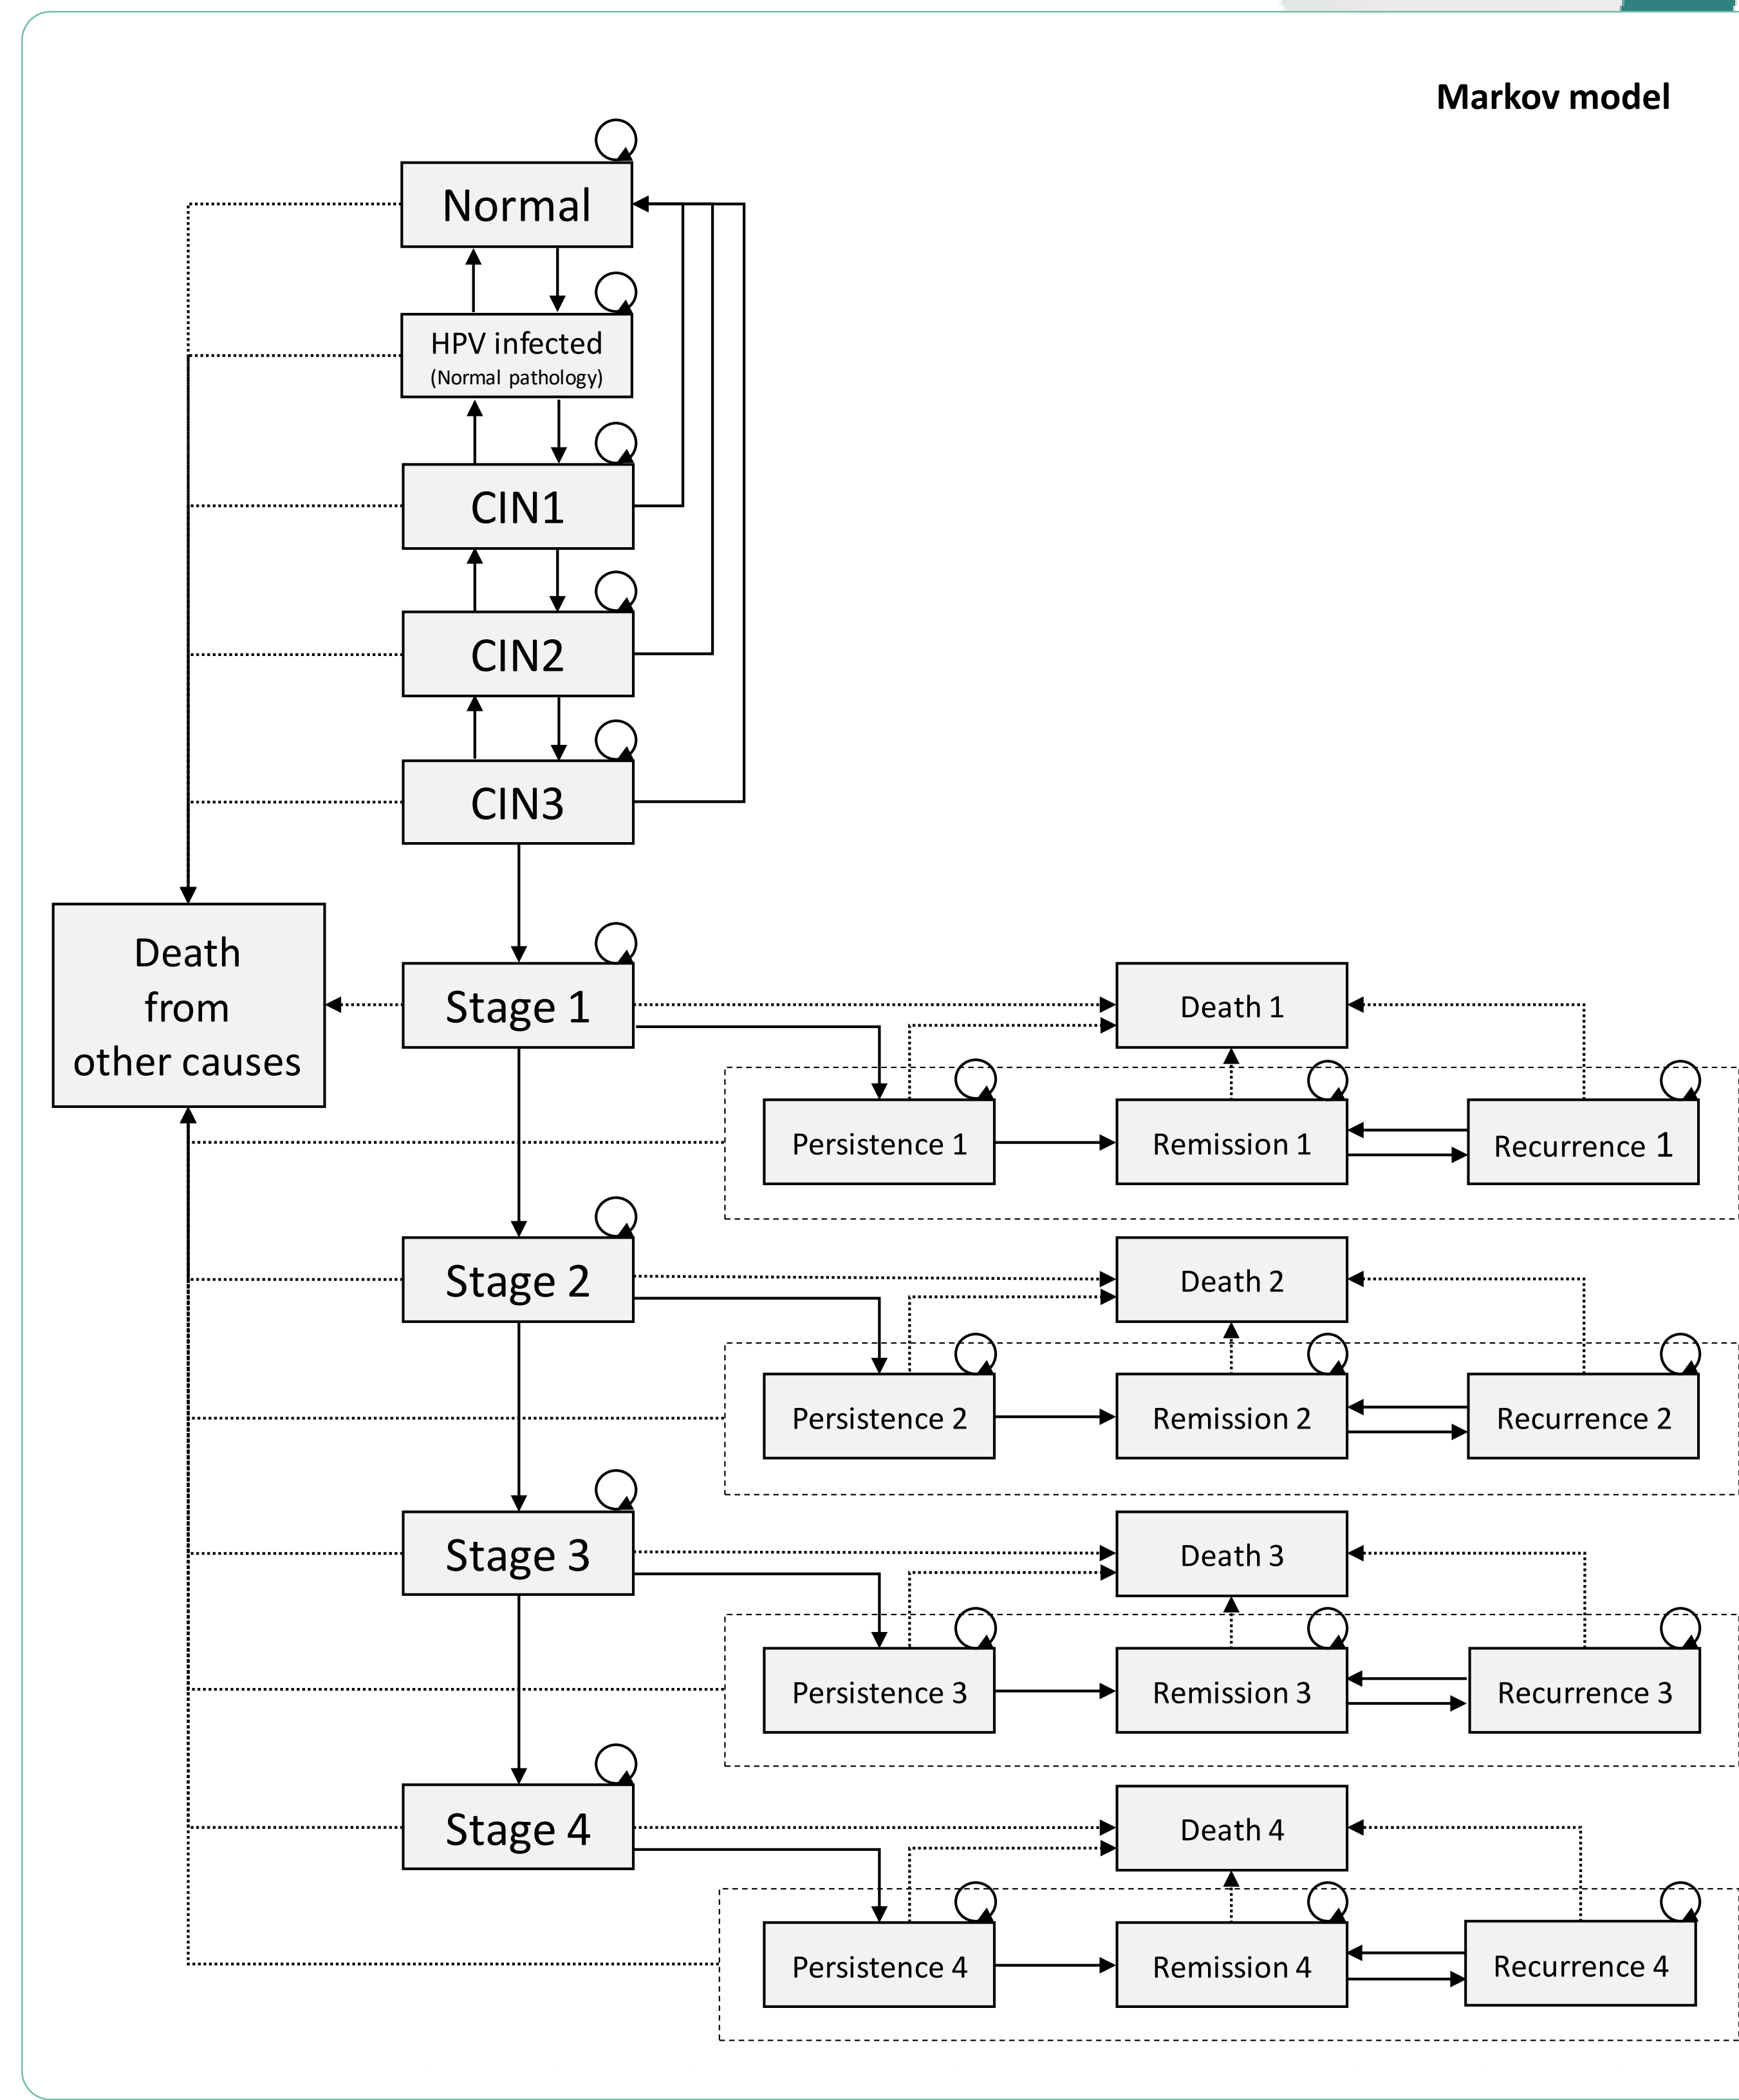 Markov model
Normal
HPV infected
(Normal pathology)
CIN1
CIN2
CIN3
Death
from
other causes
Stage 1
Death 1
Persistence 1
Remission 1
Recurrence 1
Stage 2
Death 2
Persistence 2
Remission 2
Recurrence 2
Stage 3
Death 3
Persistence 3
Remission 3
Recurrence 3
Stage 4
Death 4
Persistence 4
Remission 4
Recurrence 4